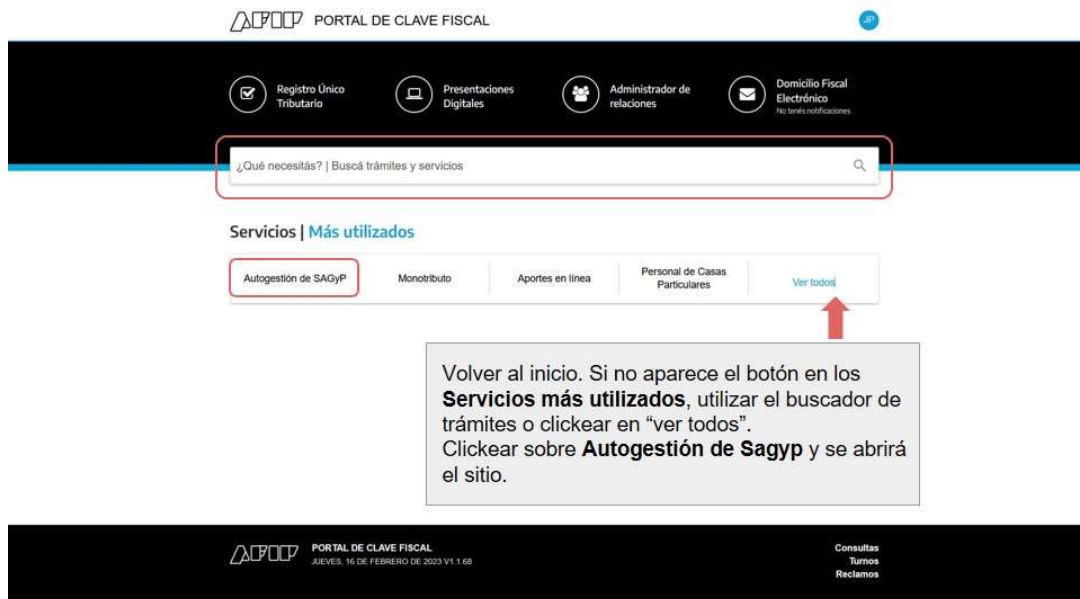 AFIP PORTAL DE CLAVE FISCAL
JP
Registro Único
Tributario
Presentaciones
Digitales
Administrador de
relaciones
Domicilio Fiscal
Electrónico
No tenés notificaciones
¿Qué necesitás? | Buscá trámites y servicios
Servicios | Más utilizados
Autogestión de SAGyP
Monotributo
Aportes en línea
Personal de Casas
Particulares
Ver todos
Volver al inicio. Si no aparece el botón en los
Servicios más utilizados, utilizar el buscador de
trámites o clickear en “ver todos”.
Clickear sobre Autogestión de Sagyp y se abrirá
el sitio.
AFIP PORTAL DE CLAVE FISCAL
JUEVES, 16 DE FEBRERO DE 2023 V1.1.68
Consultas
Turnos
Reclamos